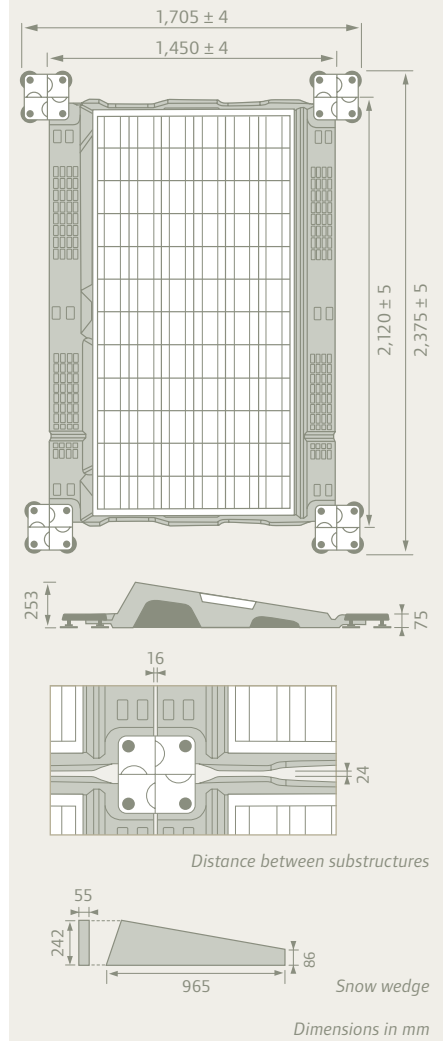 1,705 ± 4
1,450 ± 4
2,120 ± 5
2,375 ± 5
253
75
16
24
Distance between substructures
55
242
86
965
Snow wedge
Dimensions in mm